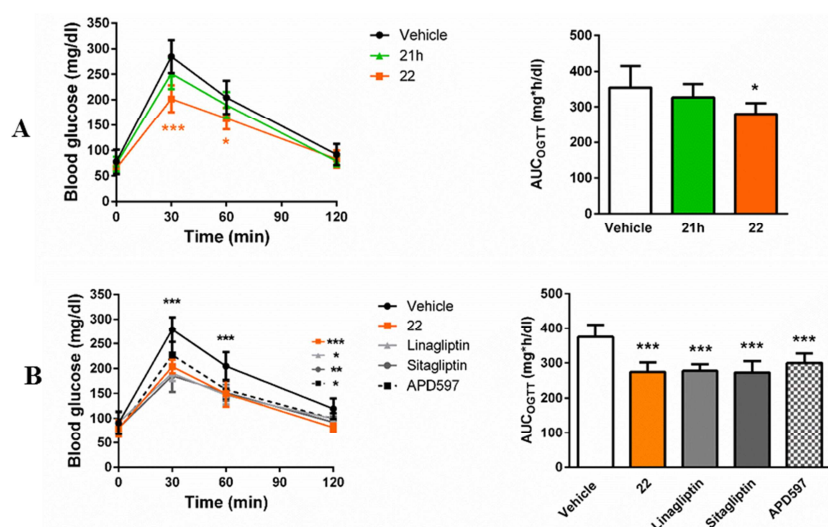 A
Blood glucose (mg/dl)
350
300
250
200
150
100
50
0
0
30
60
90
120
Time (min)
***
*
Vehicle
21h
22
AUCOGTT (mg*h/dl)
500
400
300
200
100
0
*
Vehicle
21h
22
B
Blood glucose (mg/dl)
350
300
250
200
150
100
50
0
0
30
60
90
120
Time (min)
***
***
***
*
**
*
Vehicle
22
Linagliptin
Sitagliptin
APD597
AUCOGTT (mg*h/dl)
500
400
300
200
100
0
***
***
***
***
Vehicle
22
Linagliptin
Sitagliptin
APD597